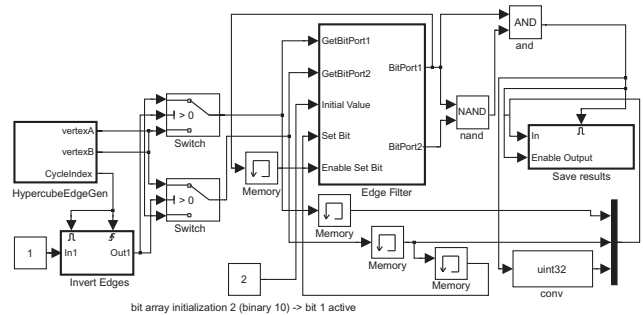 AND
and
GetBitPort1
Edge Filter
BitPort1
GetBitPort2
> 0
Switch
Initial Value
NAND
nand
vertexA
vertexB
CycleIndex
HypercubeEdgeGen
Set Bit
BitPort2
In
Enable Output
Save results
Enable Set Bit
Memory
> 0
Switch
Memory
1
In1
Out1
Invert Edges
Memory
Memory
2
uint32
conv
bit array initialization 2 (binary 10) -> bit 1 active